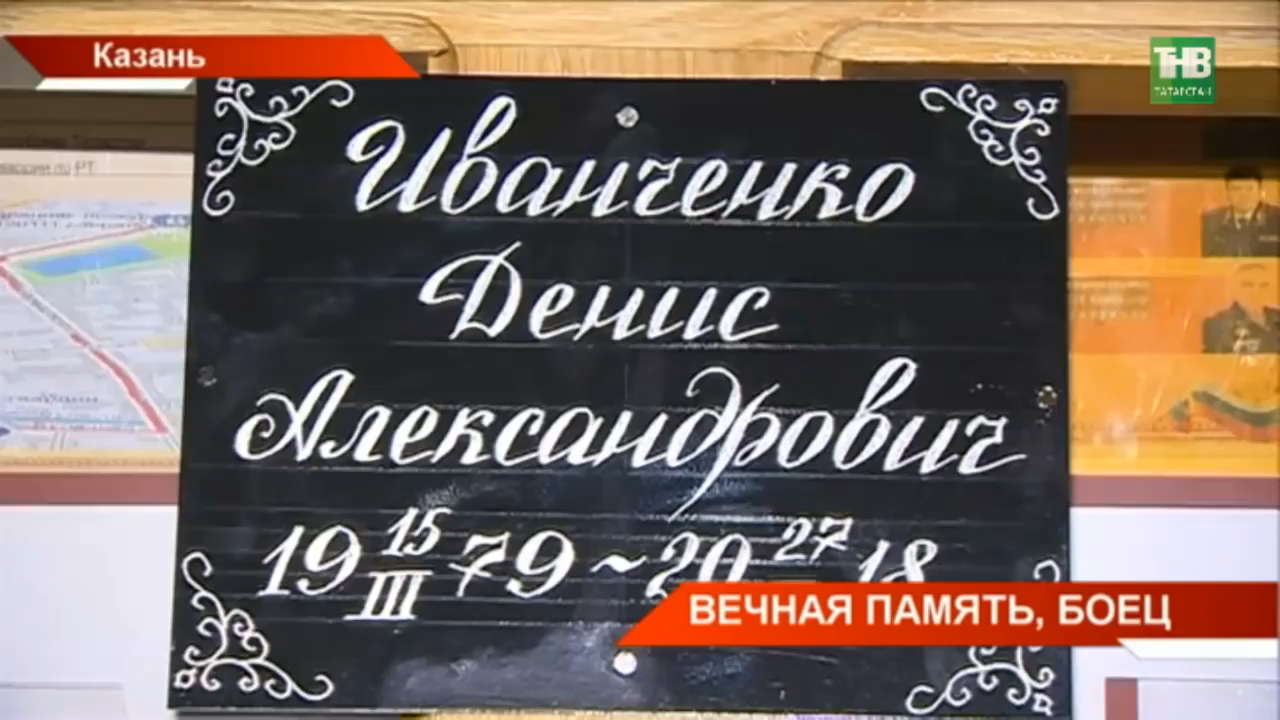 Казань
ТНВ
ТАТАРСТАН
Иванченко
Денис
Александрович
19 15 79 ~ 20 27 18
III
ВЕЧНАЯ ПАМЯТЬ, БОЕЦ